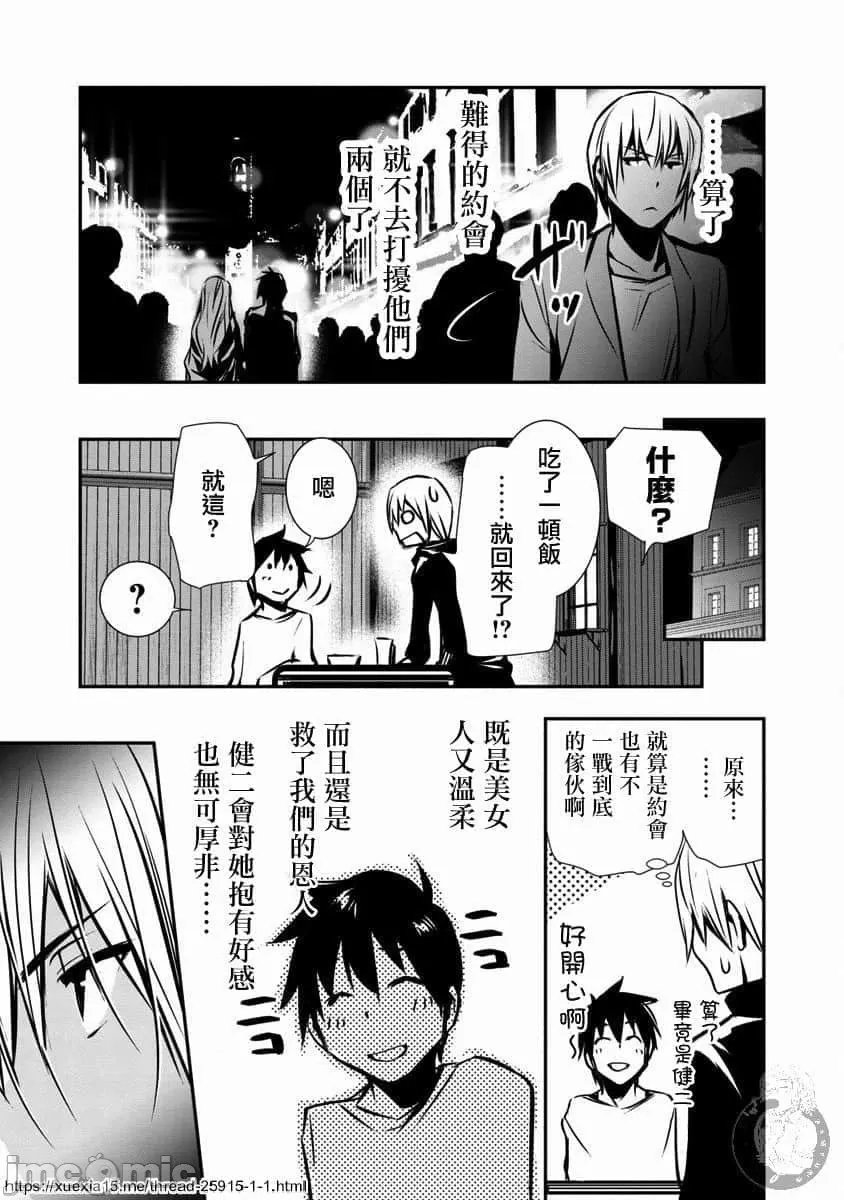 ……算了
難得的約會
就不去打擾他們
兩個了
ザッ
什麼？
吃了一頓飯
……就回來了!?
嗯
就這？
？
原來…
……
就算是約會
也有不
一戰到底
的傢伙啊
算了
畢竟是健二
好開心啊～
既是美女
人又溫柔
而且還是
救了我們的恩人
健二會對她抱有好感
也無可厚非……
jmcomic
https://xuexia15.me/thread-25915-1-1.html